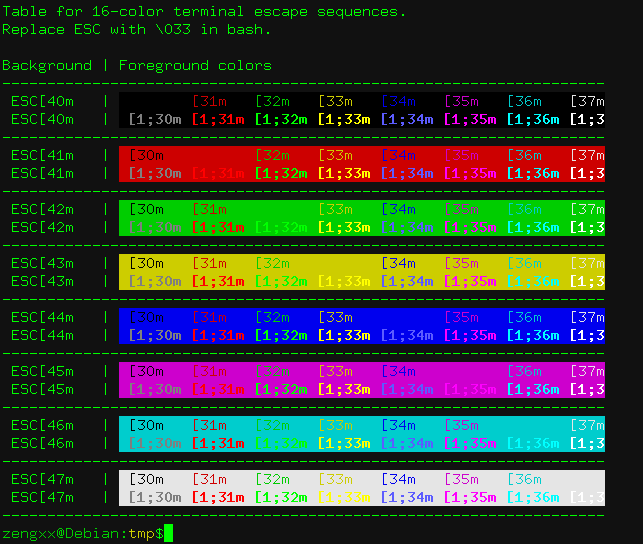 Table for 16-color terminal escape sequences.
Replace ESC with \033 in bash.
Background | Foreground colors
---------------------------------------------------------------------
ESC[40m | [31m [32m [33m [34m [35m [36m [37m
ESC[40m | [1;30m [1;31m [1;32m [1;33m [1;34m [1;35m [1;36m [1;3
---------------------------------------------------------------------
ESC[41m | [30m [32m [33m [34m [35m [36m [37m
ESC[41m | [1;30m [1;31m [1;32m [1;33m [1;34m [1;35m [1;36m [1;3
---------------------------------------------------------------------
ESC[42m | [30m [31m [33m [34m [35m [36m [37m
ESC[42m | [1;30m [1;31m [1;32m [1;33m [1;34m [1;35m [1;36m [1;3
---------------------------------------------------------------------
ESC[43m | [30m [31m [32m [34m [35m [36m [37m
ESC[43m | [1;30m [1;31m [1;32m [1;33m [1;34m [1;35m [1;36m [1;3
---------------------------------------------------------------------
ESC[44m | [30m [31m [32m [33m [35m [36m [37m
ESC[44m | [1;30m [1;31m [1;32m [1;33m [1;34m [1;35m [1;36m [1;3
---------------------------------------------------------------------
ESC[45m | [30m [31m [32m [33m [34m [36m [37m
ESC[45m | [1;30m [1;31m [1;32m [1;33m [1;34m [1;35m [1;36m [1;3
---------------------------------------------------------------------
ESC[46m | [30m [31m [32m [33m [34m [35m [37m
ESC[46m | [1;30m [1;31m [1;32m [1;33m [1;34m [1;35m [1;36m [1;3
---------------------------------------------------------------------
ESC[47m | [30m [31m [32m [33m [34m [35m [36m
ESC[47m | [1;30m [1;31m [1;32m [1;33m [1;34m [1;35m [1;36m [1;3
---------------------------------------------------------------------
zengxx@Debian:tmp$